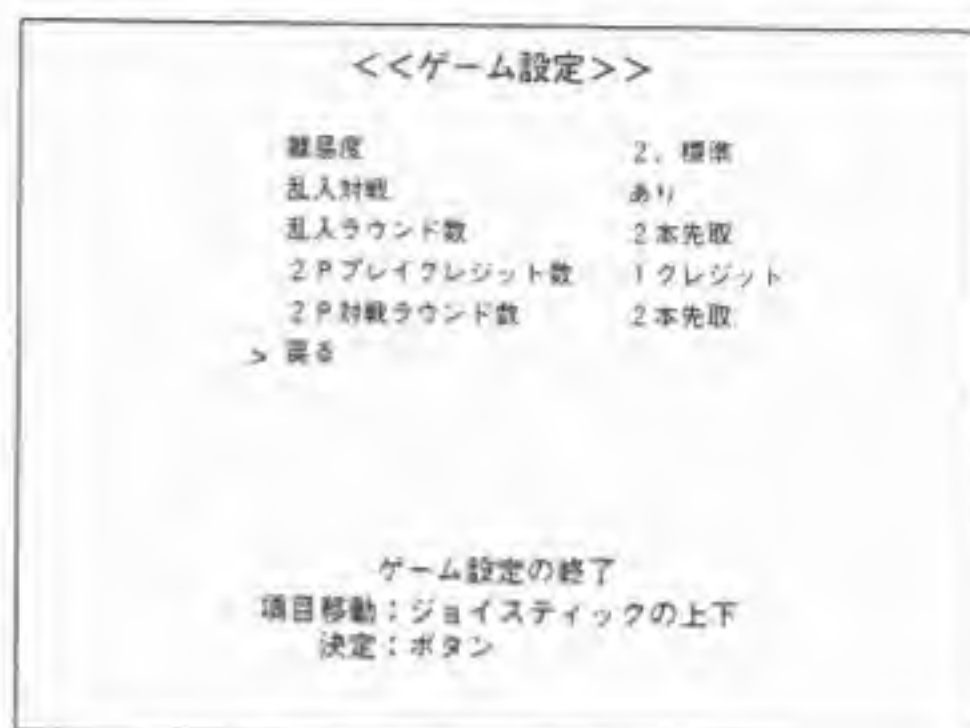 <<ゲーム設定>>
難易度 2. 標準
乱入対戦 あり
乱入ラウンド数 2本先取
2Pプレイクレジット数 1クレジット
2P対戦ラウンド数 2本先取
> 戻る
ゲーム設定の終了
項目移動:ジョイスティックの上下
決定:ボタン